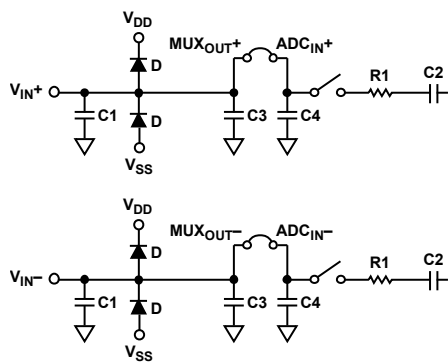 VDD
MUXOUT+ ADCIN+
D
VIN+
R1 C2
C1 D C3 C4
VSS
VDD
MUXOUT− ADCIN−
D
VIN−
R1 C2
C1 D C3 C4
VSS